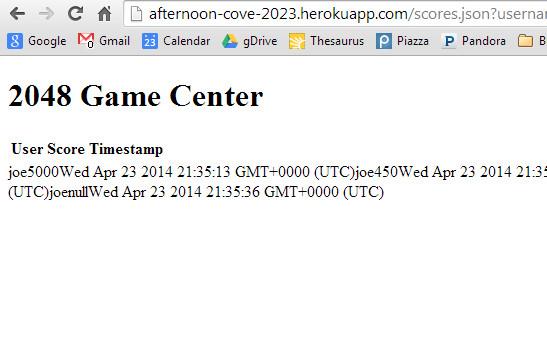 afternoon-cove-2023.herokuapp.com/scores.json?userna
Google Gmail 23 Calendar gDrive Thesaurus Piazza Pandora B
2048 Game Center
User Score Timestamp
joe5000Wed Apr 23 2014 21:35:13 GMT+0000 (UTC)joe450Wed Apr 23 2014 21:35
(UTC)joenullWed Apr 23 2014 21:35:36 GMT+0000 (UTC)